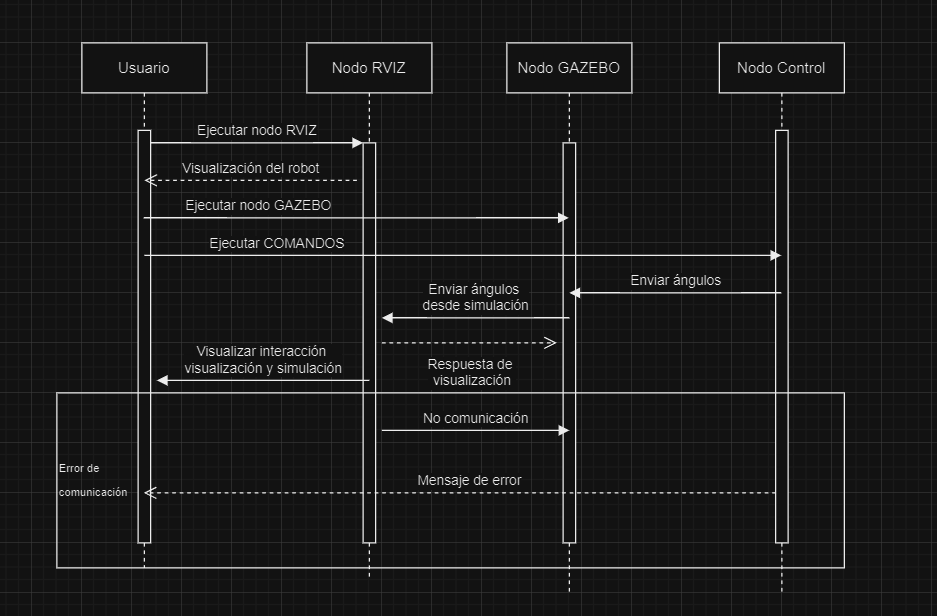 Usuario
Nodo RVIZ
Nodo GAZEBO
Nodo Control
Ejecutar nodo RVIZ
Visualización del robot
Ejecutar nodo GAZEBO
Ejecutar COMANDOS
Enviar ángulos
Enviar ángulos
desde simulación
Visualizar interacción
visualización y simulación
Respuesta de
visualización
No comunicación
Error de
comunicación
Mensaje de error